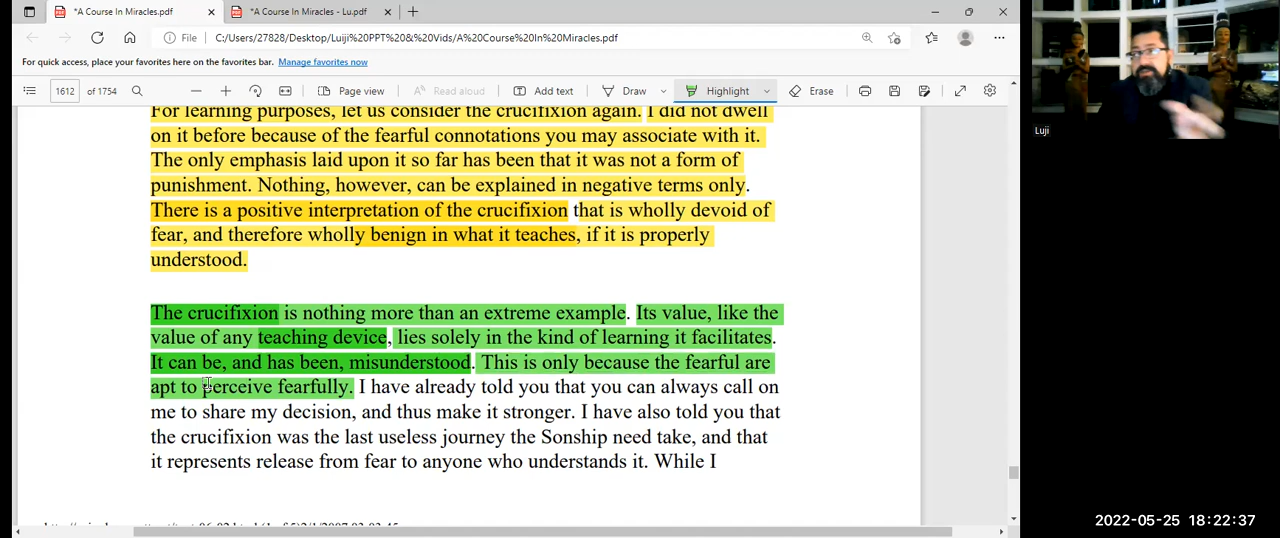 *A Course In Miracles.pdf
*A Course In Miracles - Lu.pdf
File
C:/Users/27828/Desktop/Luiji%20PPT%20&%20Vids/A%20Course%20In%20Miracles.pdf
For quick access, place your favorites here on the favorites bar. Manage favorites now
1612 of 1754
Page view
Read aloud
Add text
Draw
Highlight
Erase
For learning purposes, let us consider the crucifixion again. I did not dwell
on it before because of the fearful connotations you may associate with it.
The only emphasis laid upon it so far has been that it was not a form of
punishment. Nothing, however, can be explained in negative terms only.
There is a positive interpretation of the crucifixion that is wholly devoid of
fear, and therefore wholly benign in what it teaches, if it is properly
understood.
The crucifixion is nothing more than an extreme example. Its value, like the
value of any teaching device, lies solely in the kind of learning it facilitates.
It can be, and has been, misunderstood. This is only because the fearful are
apt to perceive fearfully. I have already told you that you can always call on
me to share my decision, and thus make it stronger. I have also told you that
the crucifixion was the last useless journey the Sonship need take, and that
it represents release from fear to anyone who understands it. While I
Luji
2022-05-25 18:22:37